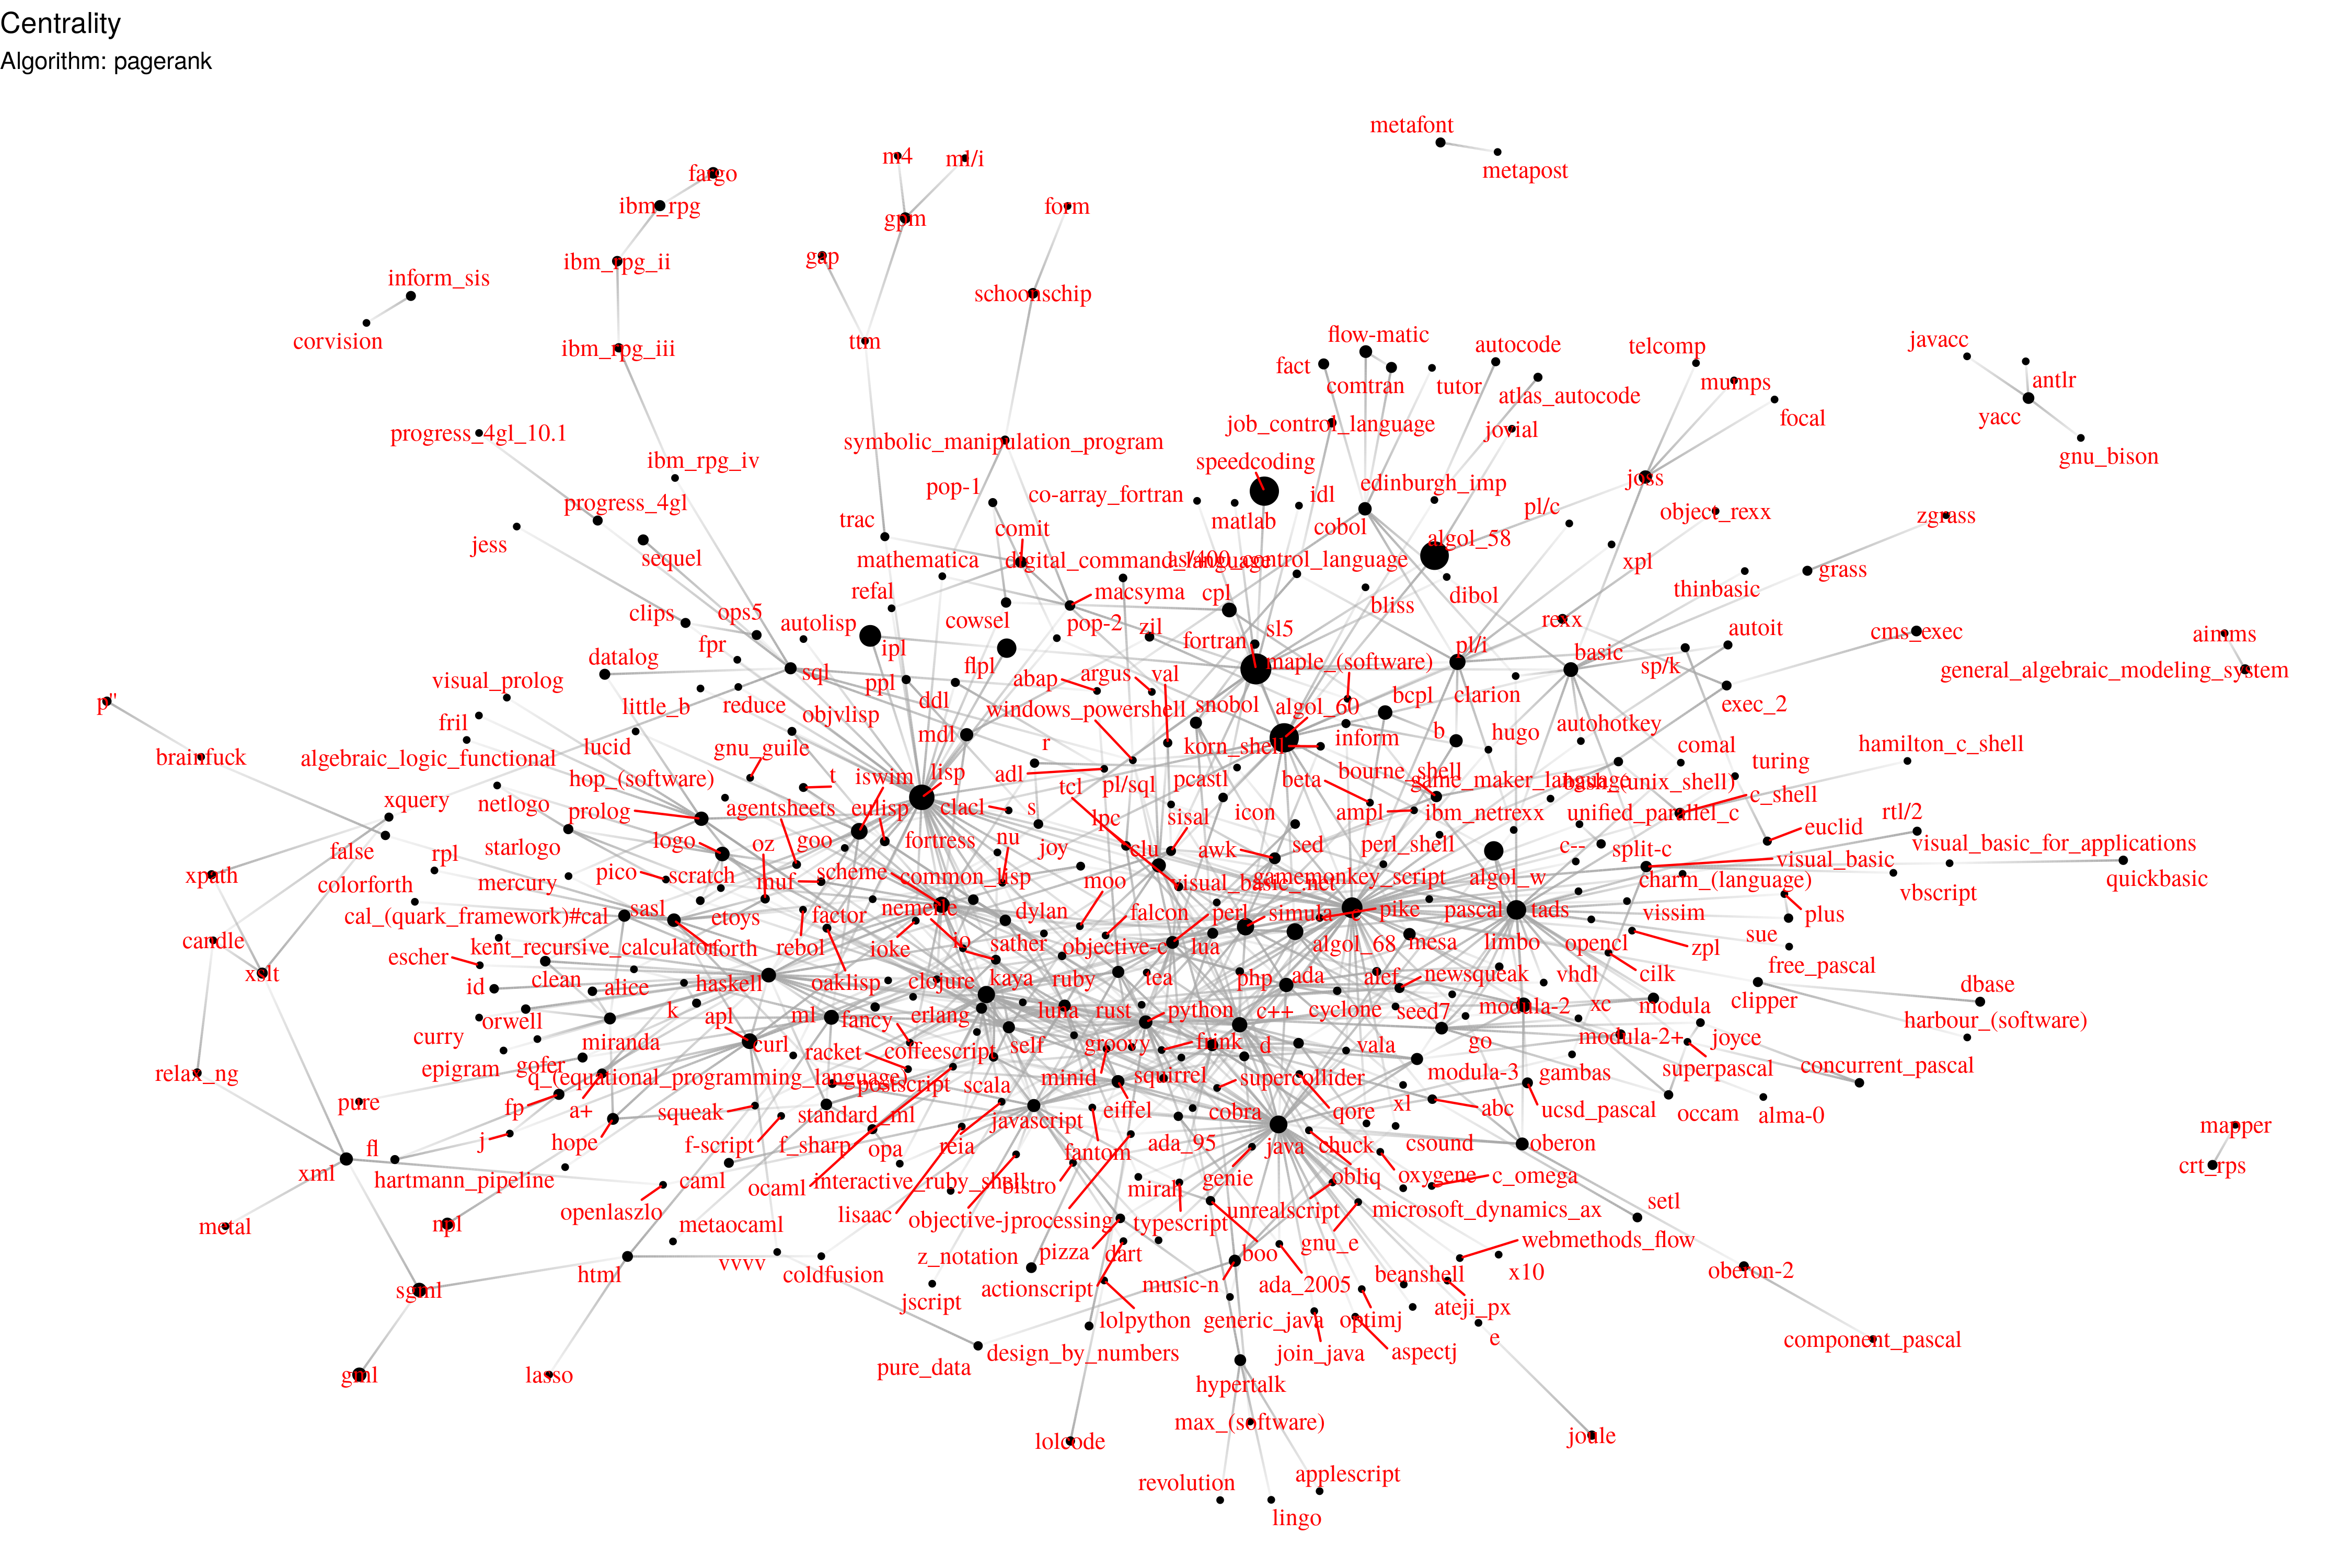 Centrality
Algorithm: pagerank
metafont
metapost
fargo
m4
ml/i
ibm_rpg
gpm
form
ibm_rpg_ii
gap
inform_sis
schoonschip
corvision
ibm_rpg_iii
ttm
flow-matic
autocode
telcomp
javacc
fact
comtran
tutor
atlas_autocode
mumps
antlr
yacc
focal
progress_4gl_10.1
symbolic_manipulation_program
job_control_language
jovial
gnu_bison
ibm_rpg_iv
speedcoding
joss
pop-1
co-array_fortran
idl
edinburgh_imp
progress_4gl
trac
comit
matlab
cobol
pl/c
object_rexx
zgrass
jess
sequel
mathematica
digital_command_language
as/400_control_language
algol_58
xpl
grass
refal
macsyma
cpl
bliss
dibol
thinbasic
clips
ops5
autolisp
cowsel
pop-2
zil
fortran
sl5
rexx
autoit
cms_exec
aimms
datalog
fpr
ipl
flpl
maple_(software)
pl/i
basic
sp/k
general_algebraic_modeling_system
visual_prolog
sql
ppl
abap
argus
val
bcpl
clarion
p''
fril
little_b
reduce
objvlisp
ddl
windows_powershell
snobol
algol_60
exec_2
brainfuck
algebraic_logic_functional
lucid
gnu_guile
mdl
r
korn_shell
inform
b
hugo
autohotkey
comal
hamilton_c_shell
turing
xquery
netlogo
hop_(software)
t
iswim
lisp
adl
pl/sql
pcastl
beta
bourne_shell
game_maker_language
bash_(unix_shell)
prolog
agentsheets
eulisp
clacl
s
tcl
lpc
sisal
icon
ampl
ibm_netrexx
unified_parallel_c
c_shell
rtl/2
false
rpl
starlogo
logo
oz
goo
fortress
nu
joy
clu
awk
sed
perl_shell
c--
split-c
euclid
visual_basic_for_applications
xpath
colorforth
mercury
pico
scratch
muf
scheme
common_lisp
moo
visual_basic_.net
gamemonkey_script
algol_w
charm_(language)
visual_basic
vbscript
quickbasic
cal_(quark_framework)#cal
sasl
etoys
factor
nemerle
dylan
falcon
perl
simula
c
pike
pascal
tads
vissim
plus
candle
kent_recursive_calculator
forth
rebol
ioke
io
sather
objective-c
lua
algol_68
mesa
limbo
opencl
zpl
sue
escher
xslt
clean
haskell
oaklisp
clojure
kaya
ruby
tea
php
ada
alef
newsqueak
vhdl
cilk
free_pascal
id
alice
k
erlang
luna
rust
python
c++
cyclone
seed7
modula-2
xc
modula
clipper
dbase
curry
orwell
apl
ml
fancy
harbour_(software)
miranda
curl
racket
coffeescript
self
groovy
frink
d
vala
go
modula-2+
joyce
relax_ng
epigram
gofer
q_(equational_programming_language)
postscript
scala
minid
squirrel
supercollider
modula-3
gambas
superpascal
concurrent_pascal
pure
fp
a+
squeak
standard_ml
javascript
eiffel
cobra
qore
xl
abc
ucsd_pascal
occam
alma-0
mapper
fl
j
hope
f-script
f_sharp
opa
reia
fantom
ada_95
java
chuck
csound
oberon
crt_rps
xml
hartmann_pipeline
caml
ocaml
interactive_ruby_shell
bistro
mirah
genie
obliq
oxygene
c_omega
metal
npl
openlaszlo
metaocaml
lisaac
objective-j
processing
typescript
unrealscript
microsoft_dynamics_ax
setl
html
vvvv
coldfusion
z_notation
pizza
dart
boo
gnu_e
webmethods_flow
sgml
jscript
actionscript
music-n
ada_2005
beanshell
x10
oberon-2
lolpython
generic_java
optimj
ateji_px
e
component_pascal
gml
lasso
pure_data
design_by_numbers
join_java
aspectj
hypertalk
max_(software)
lolcode
joule
revolution
applescript
lingo